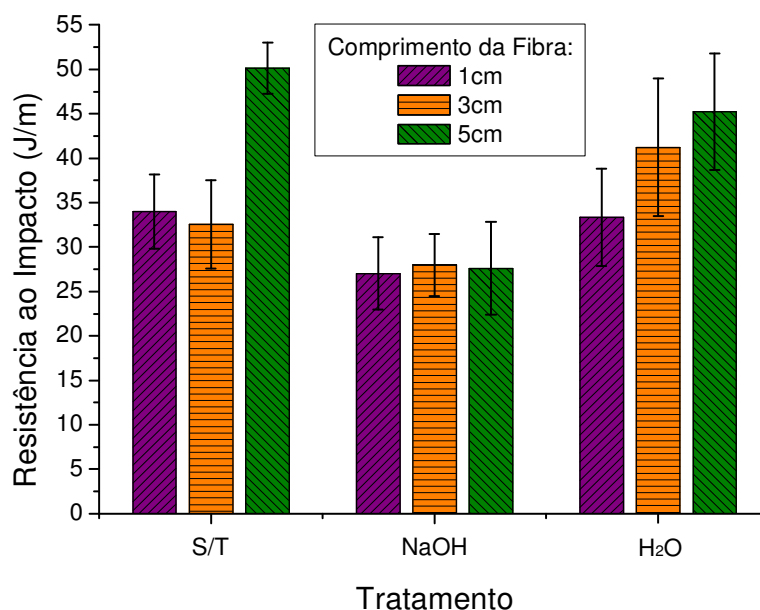 Resistência ao Impacto (J/m)
55
50
45
40
35
30
25
20
15
10
5
0
Comprimento da Fibra:
1cm
3cm
5cm
S/T NaOH H₂O
Tratamento